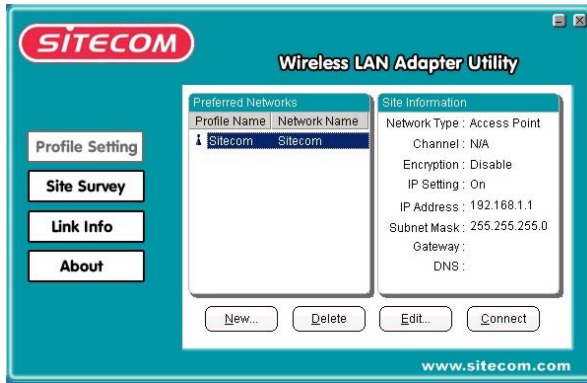 SITECOM
Wireless LAN Adapter Utility
Profile Setting
Site Survey
Link Info
About
Preferred Networks
Profile Name Network Name
Sitecom Sitecom
Site Information
Network Type : Access Point
Channel : N/A
Encryption : Disable
IP Setting : On
IP Address : 192.168.1.1
Subnet Mask : 255.255.255.0
Gateway :
DNS :
New... Delete Edit... Connect
www.sitecom.com